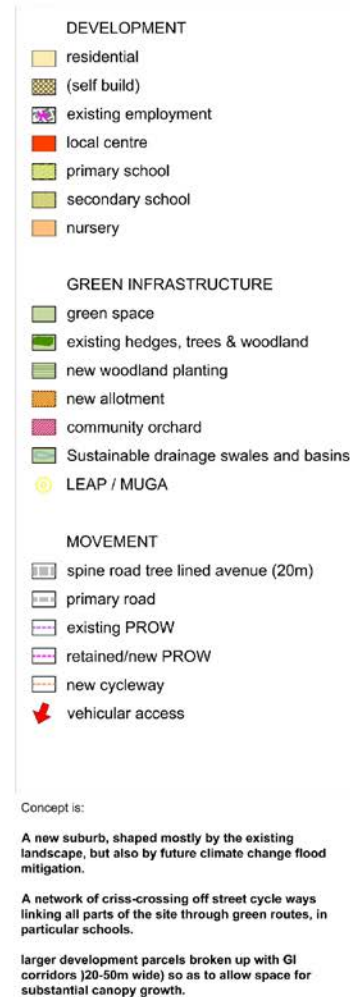 DEVELOPMENT
residential
(self build)
existing employment
local centre
primary school
secondary school
nursery
GREEN INFRASTRUCTURE
green space
existing hedges, trees & woodland
new woodland planting
new allotment
community orchard
Sustainable drainage swales and basins
LEAP / MUGA
MOVEMENT
spine road tree lined avenue (20m)
primary road
existing PROW
retained/new PROW
new cycleway
vehicular access
Concept is:
A new suburb, shaped mostly by the existing
landscape, but also by future climate change flood
mitigation.
A network of criss-crossing off street cycle ways
linking all parts of the site through green routes, in
particular schools.
larger development parcels broken up with GI
corridors )20-50m wide) so as to allow space for
substantial canopy growth.